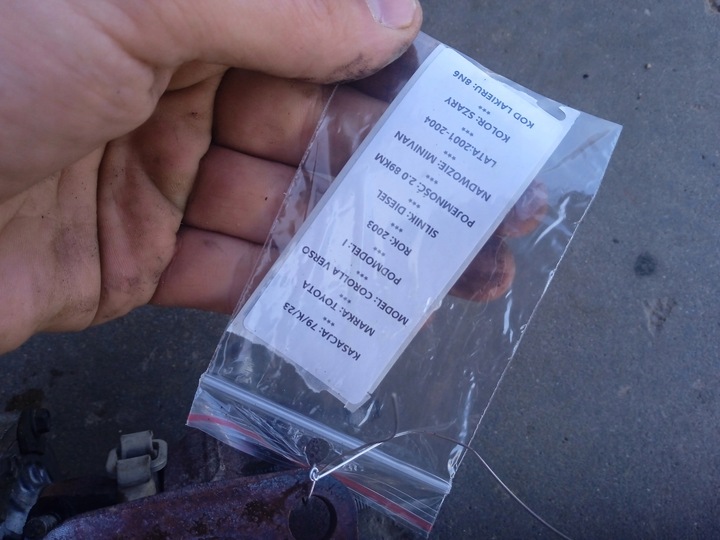 KASACJA: 79/K/23
***
MARKA: TOYOTA
***
MODEL: COROLLA VERSO
***
PODMODEL: I
***
ROK: 2003
***
SILNIK: DIESEL
***
POJEMNOŚĆ: 2.0 89KM
***
NADWOZIE: MINIVAN
***
LATA:2001-2004
***
KOLOR: SZARY
***
KOD LAKIERU: 8N6